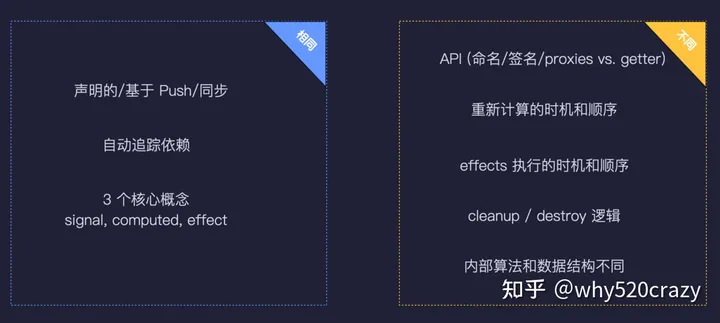 相同
声明的/基于 Push/同步
自动追踪依赖
3 个核心概念
signal, computed, effect
不同
API (命名/签名/proxies vs. getter)
重新计算的时机和顺序
effects 执行的时机和顺序
cleanup / destroy 逻辑
内部算法和数据结构不同
知乎 @why520crazy